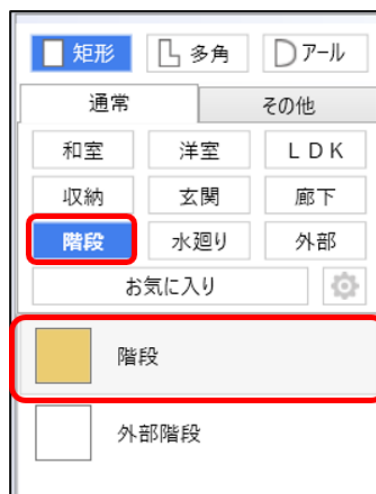 矩形 多角 アール
通常 その他
和室 洋室 LDK
収納 玄関 廊下
階段 水廻り 外部
お気に入り
階段
外部階段